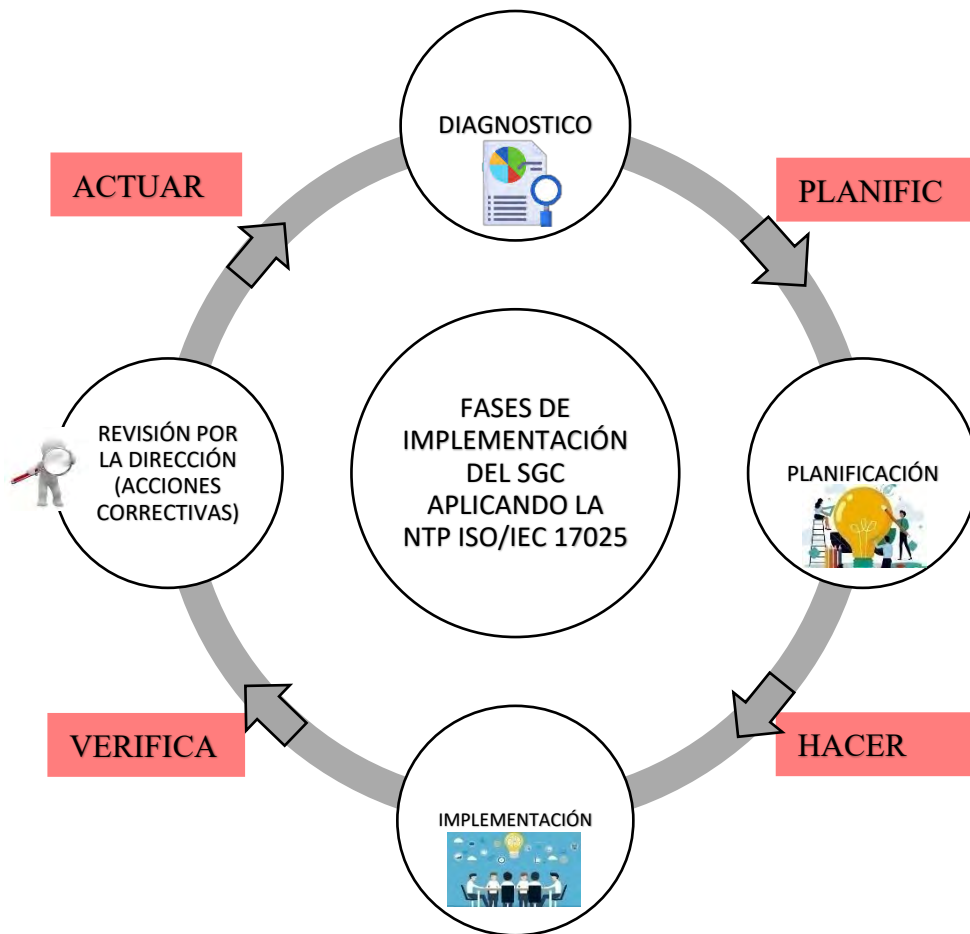 DIAGNOSTICO
ACTUAR
PLANIFIC
FASES DE
IMPLEMENTACIÓN
DEL SGC
APLICANDO LA
NTP ISO/IEC 17025
REVISIÓN POR
LA DIRECCIÓN
(ACCIONES
CORRECTIVAS)
PLANIFICACIÓN
VERIFICA
HACER
IMPLEMENTACIÓN